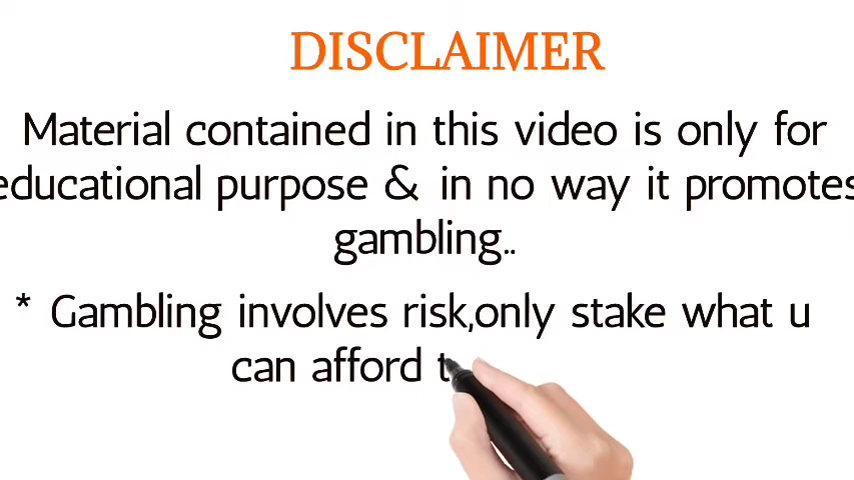 DISCLAIMER
Material contained in this video is only for
educational purpose & in no way it promotes
gambling..
* Gambling involves risk,only stake what u
can afford t